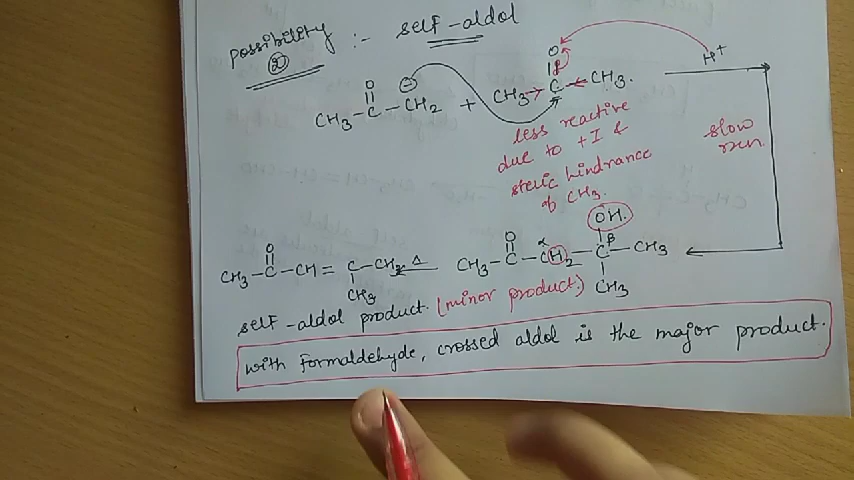 possibility ② :- self-aldol
O ⊖ O H+
CH3 - C - CH2 + CH3 → C ← CH3.
less reactive
due to +I &
steric hindrance
of CH3.
slow
rxn.
O α OH.
CH3 - C - CH = C - CH3 Δ CH3 - C - CH2 - C β - CH3
CH3 CH3
self-aldol product. (minor product.)
with formaldehyde, crossed aldol is the major product.